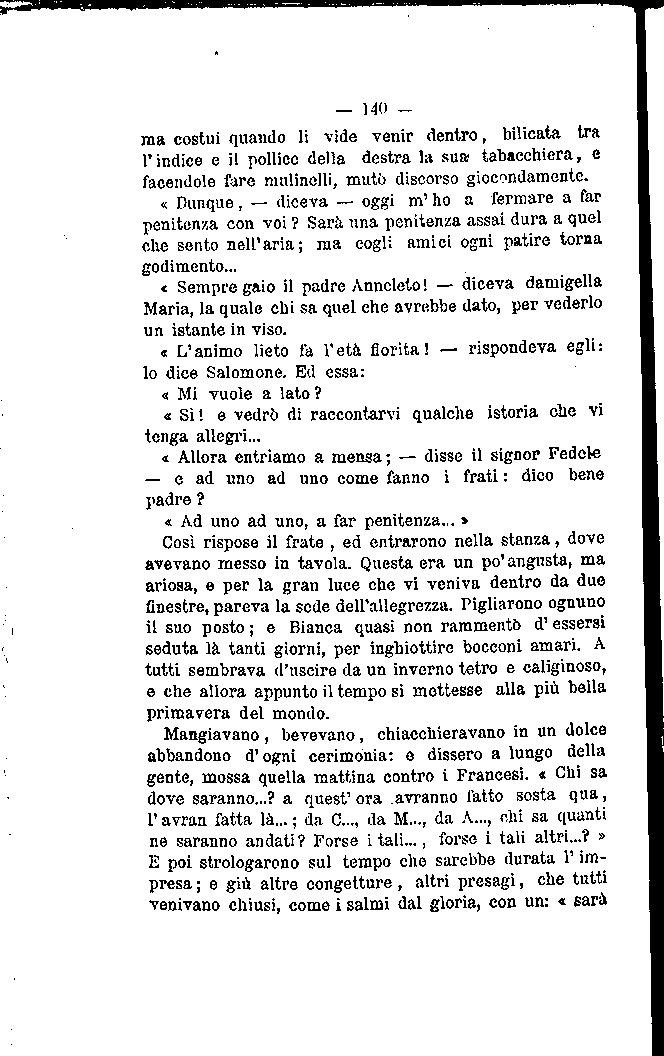 — 140 —
ma costui quando li vide venir dentro, bilicata tra
l'indice e il pollice della destra la sua tabacchiera, e
facendole fare mulinelli, mutò discorso giocondamente.
« Dunque, — diceva — oggi m'ho a fermare a far
penitenza con voi? Sarà una penitenza assai dura a quel
che sento nell'aria; ma cogli amici ogni patire torna
godimento...
« Sempre gaio il padre Anacleto! — diceva damigella
Maria, la quale chi sa quel che avrebbe dato, per vederlo
un istante in viso.
« L'animo lieto fa l'età fiorita! — rispondeva egli:
lo dice Salomone. Ed essa:
« Mi vuole a lato?
« Sì! e vedrò di raccontarvi qualche istoria che vi
tenga allegri...
« Allora entriamo a mensa; — disse il signor Fedele
— e ad uno ad uno come fanno i frati: dico bene
padre?
« Ad uno ad uno, a far penitenza... »
Così rispose il frate, ed entrarono nella stanza, dove
avevano messo in tavola. Questa era un po' angusta, ma
ariosa, e per la gran luce che vi veniva dentro da due
finestre, pareva la sede dell'allegrezza. Pigliarono ognuno
il suo posto; e Bianca quasi non rammentò d'essersi
seduta là tanti giorni, per inghiottire bocconi amari. A
tutti sembrava d'uscire da un inverno tetro e caliginoso,
e che allora appunto il tempo si mettesse alla più bella
primavera del mondo.
Mangiavano, bevevano, chiacchieravano in un dolce
abbandono d'ogni cerimonia: e dissero a lungo della
gente, mossa quella mattina contro i Francesi. « Chi sa
dove saranno...? a quest'ora avranno fatto sosta qua,
l'avran fatta là...; da C..., da M..., da A..., chi sa quanti
ne saranno andati? Forse i tali..., forse i tali altri...? »
E poi strologarono sul tempo che sarebbe durata l'im-
presa; e giù altre congetture, altri presagi, che tutti
venivano chiusi, come i salmi dal gloria, con un: « sarà